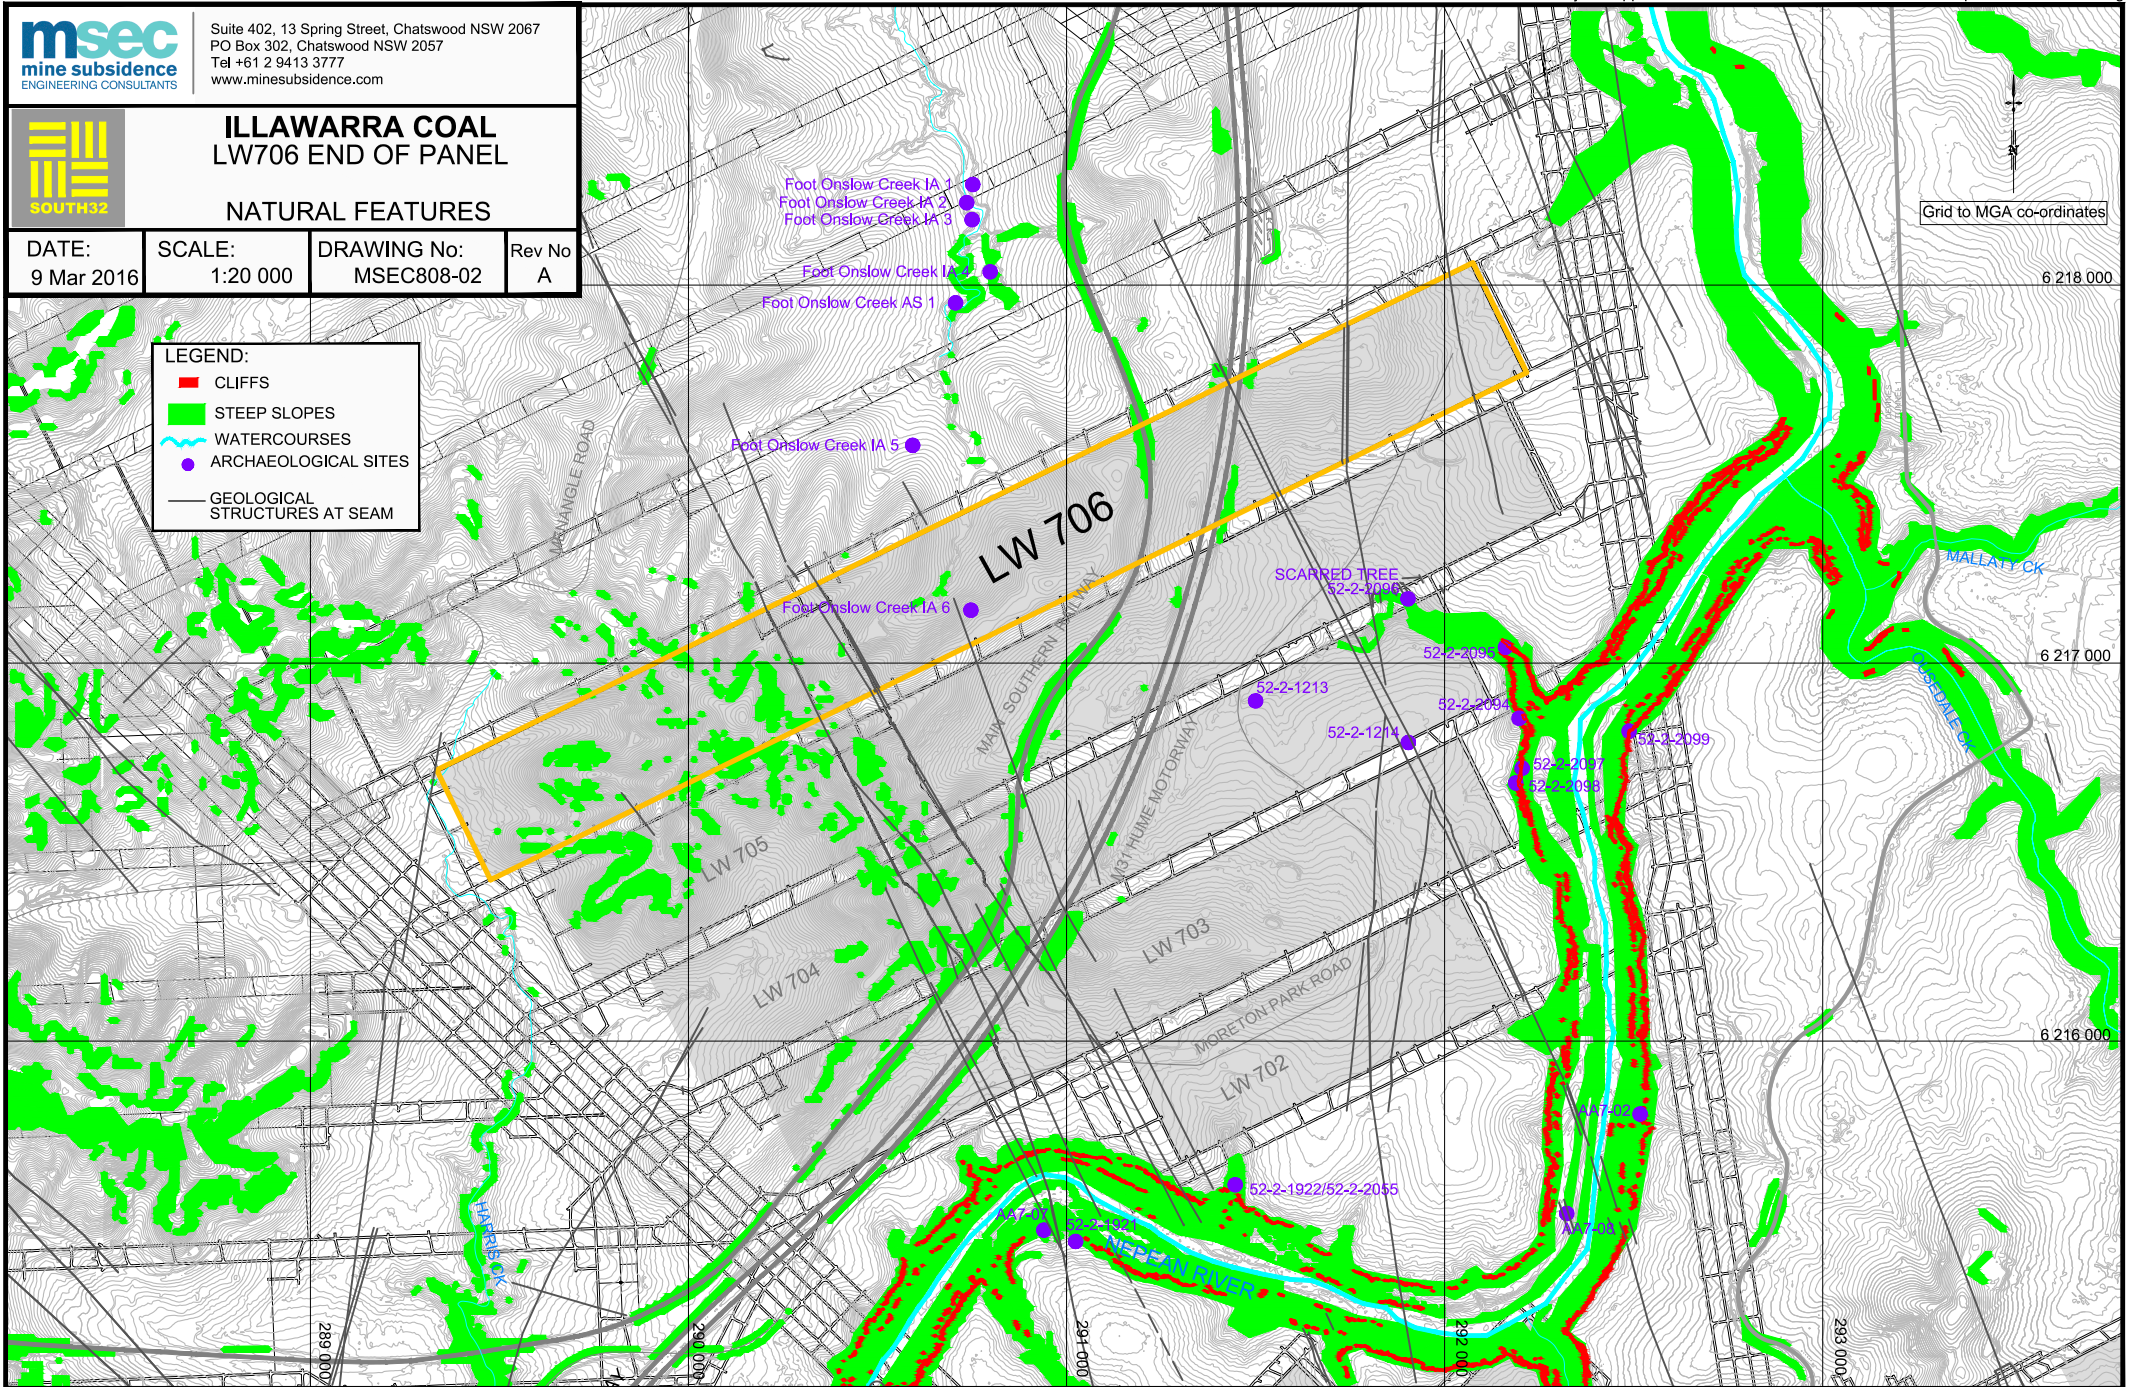 msec
mine subsidence
ENGINEERING CONSULTANTS
Suite 402, 13 Spring Street, Chatswood NSW 2067
PO Box 302, Chatswood NSW 2057
Tel +61 2 9413 3777
www.minesubsidence.com
SOUTH32
ILLAWARRA COAL
LW706 END OF PANEL
NATURAL FEATURES
DATE:
9 Mar 2016
SCALE:
1:20 000
DRAWING No:
MSEC808-02
Rev No
A
LEGEND:
CLIFFS
STEEP SLOPES
WATERCOURSES
ARCHAEOLOGICAL SITES
GEOLOGICAL
STRUCTURES AT SEAM
N
Grid to MGA co-ordinates
6 218 000
6 217 000
6 216 000
289 000
290 000
291 000
292 000
293 000
Foot Onslow Creek IA 1
Foot Onslow Creek IA 2
Foot Onslow Creek IA 3
Foot Onslow Creek IA 4
Foot Onslow Creek AS 1
Foot Onslow Creek IA 5
Foot Onslow Creek IA 6
MENANGLE ROAD
LW 706
SCARRED TREE
52-2-2096
52-2-2095
52-2-1213
52-2-2094
52-2-1214
52-2-2099
52-2-2097
52-2-2098
MALLATY CK
OUSEDALE CK
MAIN SOUTHERN RAILWAY
M31 HUME MOTORWAY
LW 705
LW 704
LW 703
MORETON PARK ROAD
LW 702
AA7-02
52-2-1922/52-2-2055
AA7-07
52-2-1921
AA7-08
NEPEAN RIVER
HARRIS CK